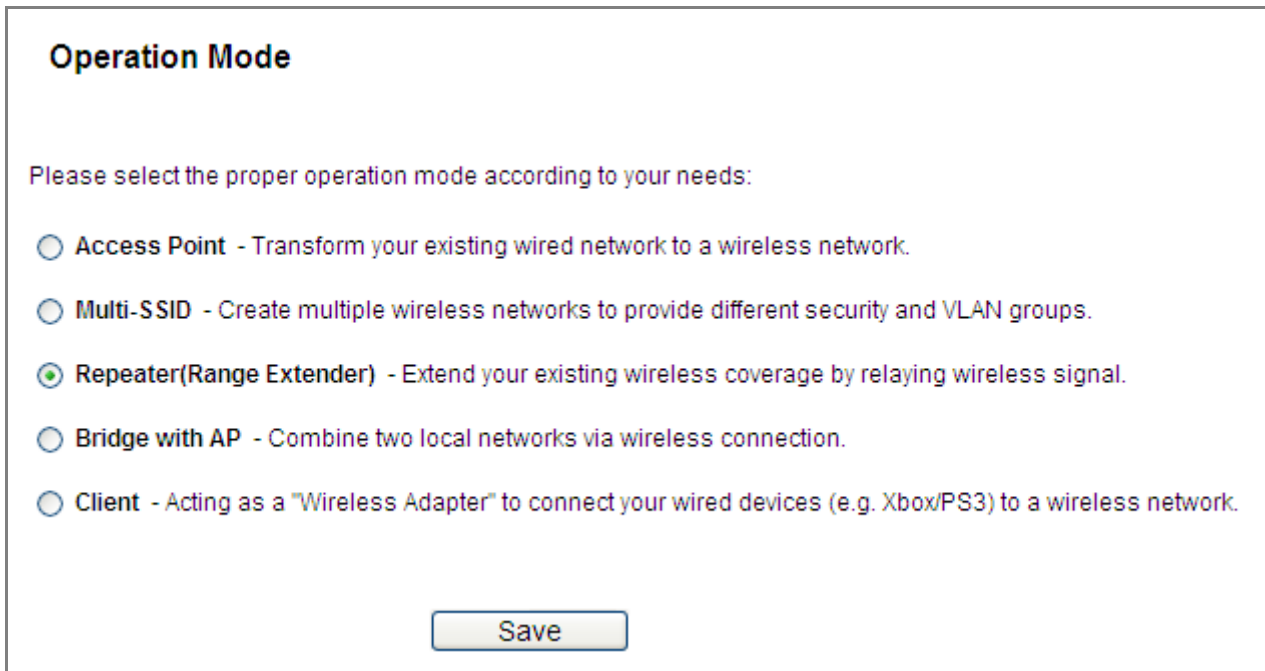 Operation Mode
Please select the proper operation mode according to your needs:
Access Point - Transform your existing wired network to a wireless network.
Multi-SSID - Create multiple wireless networks to provide different security and VLAN groups.
Repeater(Range Extender) - Extend your existing wireless coverage by relaying wireless signal.
Bridge with AP - Combine two local networks via wireless connection.
Client - Acting as a "Wireless Adapter" to connect your wired devices (e.g. Xbox/PS3) to a wireless network.
Save